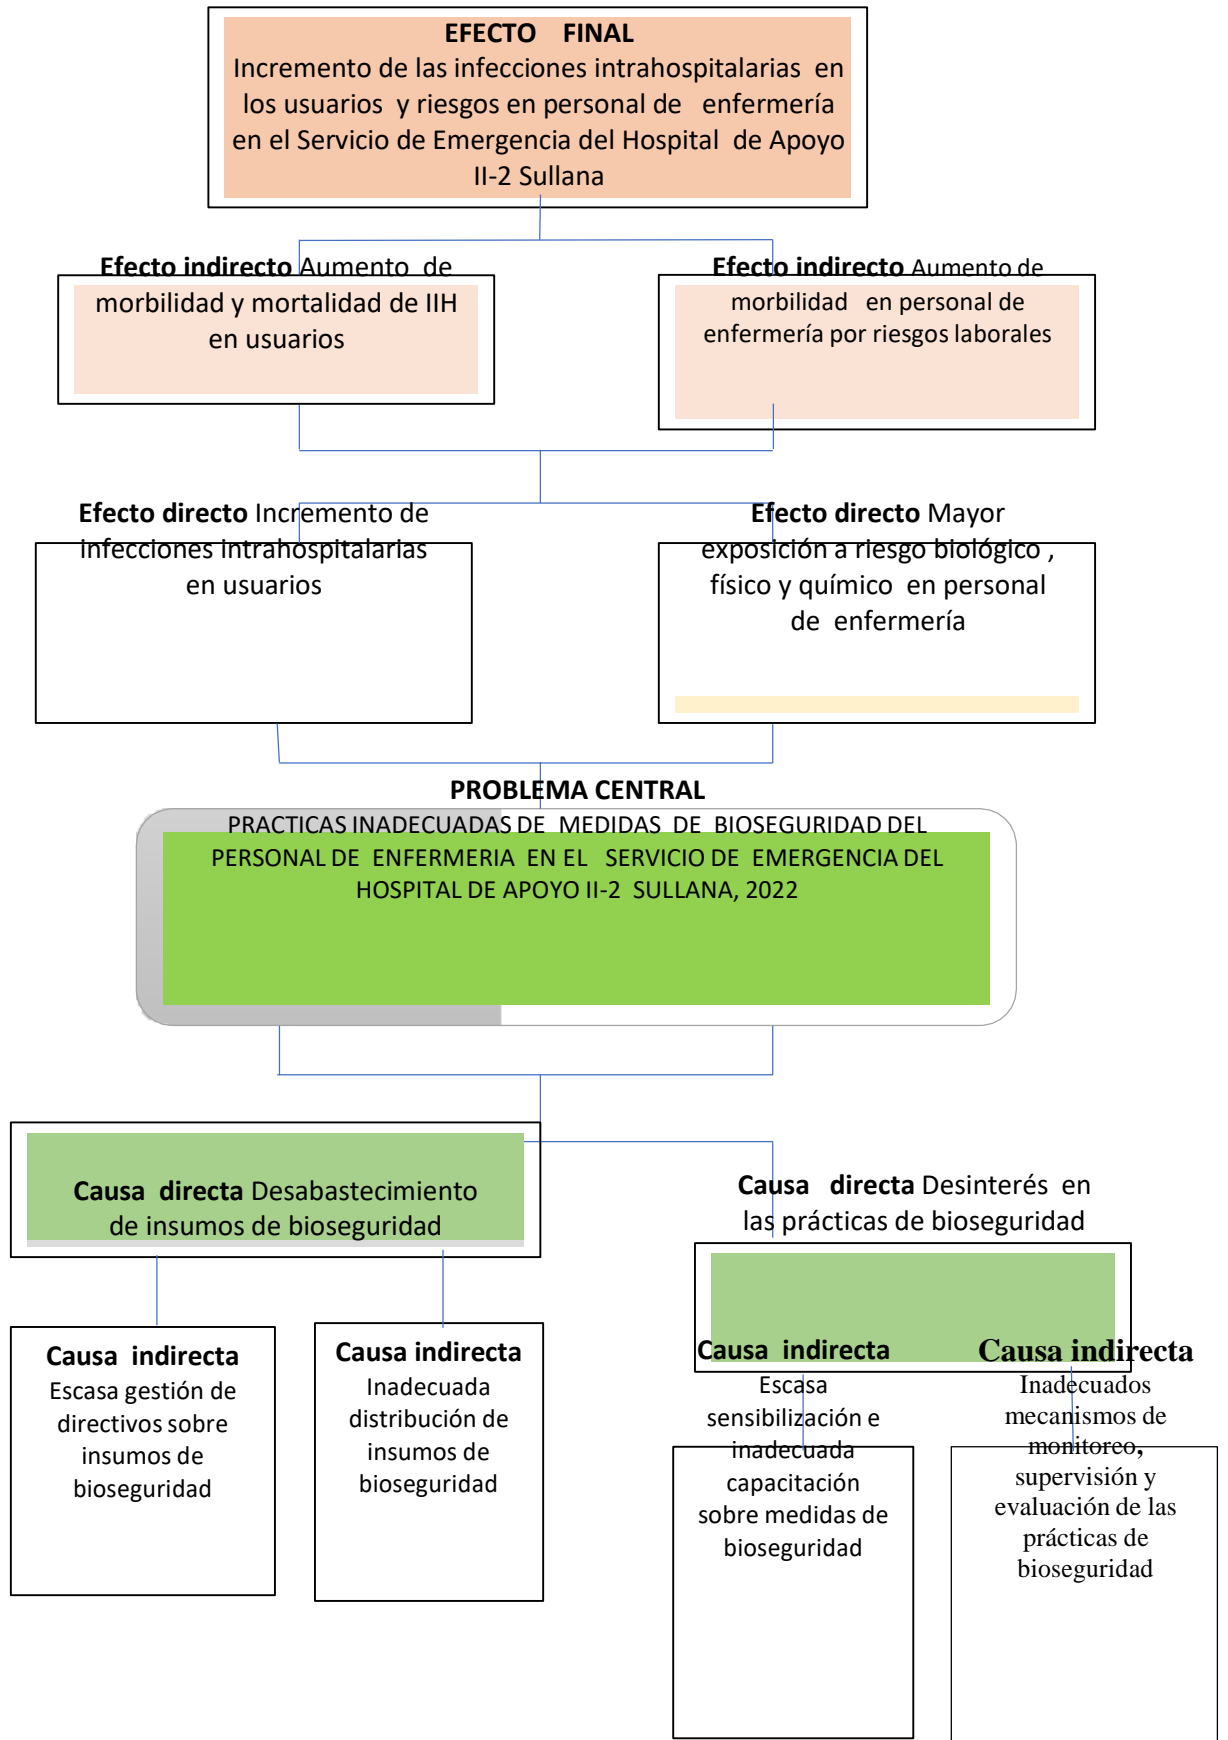 EFECTO FINAL
Incremento de las infecciones intrahospitalarias en
los usuarios y riesgos en personal de enfermería
en el Servicio de Emergencia del Hospital de Apoyo
II-2 Sullana
Efecto indirecto Aumento de
morbilidad y mortalidad de IIH
en usuarios
Efecto indirecto Aumento de
morbilidad en personal de
enfermería por riesgos laborales
Efecto directo Incremento de
infecciones intrahospitalarias
en usuarios
Efecto directo Mayor
exposición a riesgo biológico ,
físico y químico en personal
de enfermería
PROBLEMA CENTRAL
PRACTICAS INADECUADAS DE MEDIDAS DE BIOSEGURIDAD DEL
PERSONAL DE ENFERMERIA EN EL SERVICIO DE EMERGENCIA DEL
HOSPITAL DE APOYO II-2 SULLANA, 2022
Causa directa Desabastecimiento
de insumos de bioseguridad
Causa directa Desinterés en
las prácticas de bioseguridad
Causa indirecta
Escasa gestión de
directivos sobre
insumos de
bioseguridad
Causa indirecta
Inadecuada
distribución de
insumos de
bioseguridad
Causa indirecta
Escasa
sensibilización e
inadecuada
capacitación
sobre medidas de
bioseguridad
Causa indirecta
Inadecuados
mecanismos de
monitoreo,
supervisión y
evaluación de las
prácticas de
bioseguridad